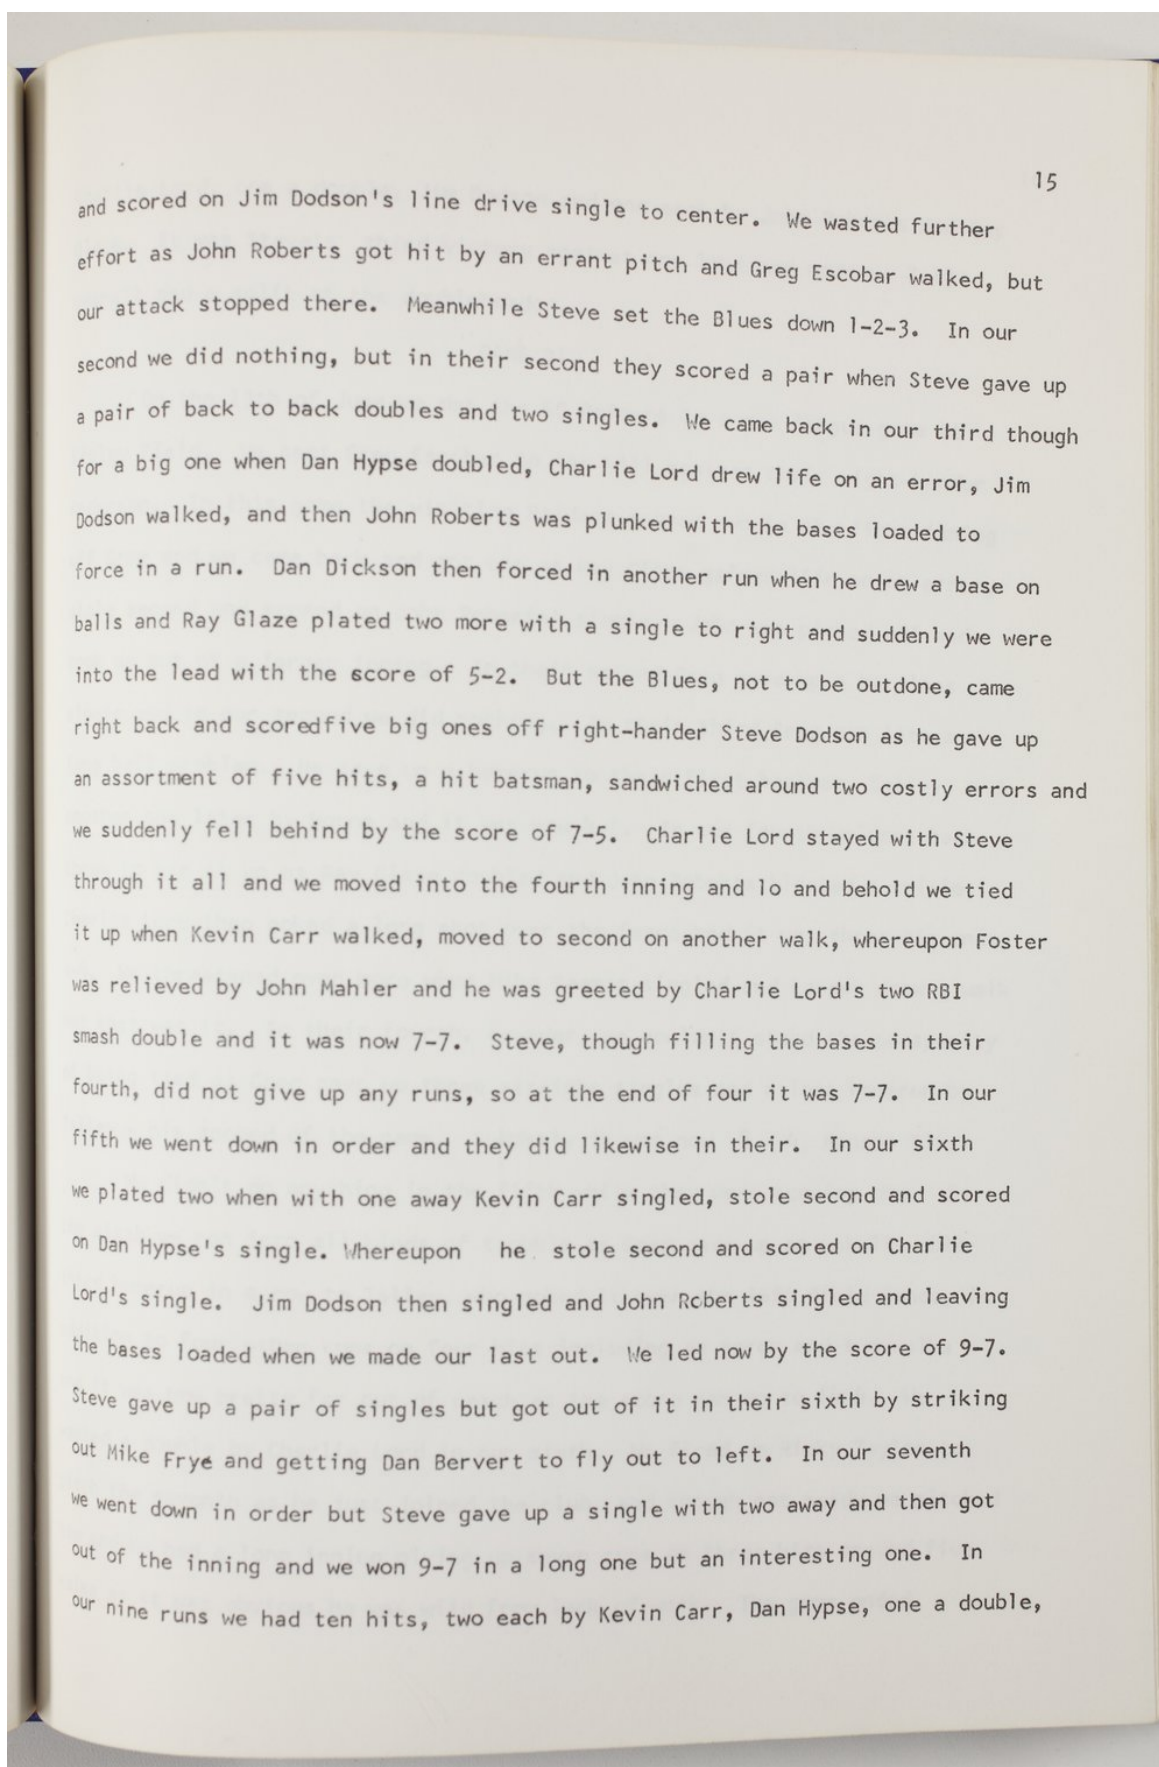 15
and scored on Jim Dodson's line drive single to center. We wasted further
effort as John Roberts got hit by an errant pitch and Greg Escobar walked, but
our attack stopped there. Meanwhile Steve set the Blues down 1-2-3. In our
second we did nothing, but in their second they scored a pair when Steve gave up
a pair of back to back doubles and two singles. We came back in our third though
for a big one when Dan Hypse doubled, Charlie Lord drew life on an error, Jim
Dodson walked, and then John Roberts was plunked with the bases loaded to
force in a run. Dan Dickson then forced in another run when he drew a base on
balls and Ray Glaze plated two more with a single to right and suddenly we were
into the lead with the score of 5-2. But the Blues, not to be outdone, came
right back and scoredfive big ones off right-hander Steve Dodson as he gave up
an assortment of five hits, a hit batsman, sandwiched around two costly errors and
we suddenly fell behind by the score of 7-5. Charlie Lord stayed with Steve
through it all and we moved into the fourth inning and lo and behold we tied
it up when Kevin Carr walked, moved to second on another walk, whereupon Foster
was relieved by John Mahler and he was greeted by Charlie Lord's two RBI
smash double and it was now 7-7. Steve, though filling the bases in their
fourth, did not give up any runs, so at the end of four it was 7-7. In our
fifth we went down in order and they did likewise in their. In our sixth
we plated two when with one away Kevin Carr singled, stole second and scored
on Dan Hypse's single. Whereupon he stole second and scored on Charlie
Lord's single. Jim Dodson then singled and John Roberts singled and leaving
the bases loaded when we made our last out. We led now by the score of 9-7.
Steve gave up a pair of singles but got out of it in their sixth by striking
out Mike Frye and getting Dan Bervert to fly out to left. In our seventh
we went down in order but Steve gave up a single with two away and then got
out of the inning and we won 9-7 in a long one but an interesting one. In
our nine runs we had ten hits, two each by Kevin Carr, Dan Hypse, one a double,